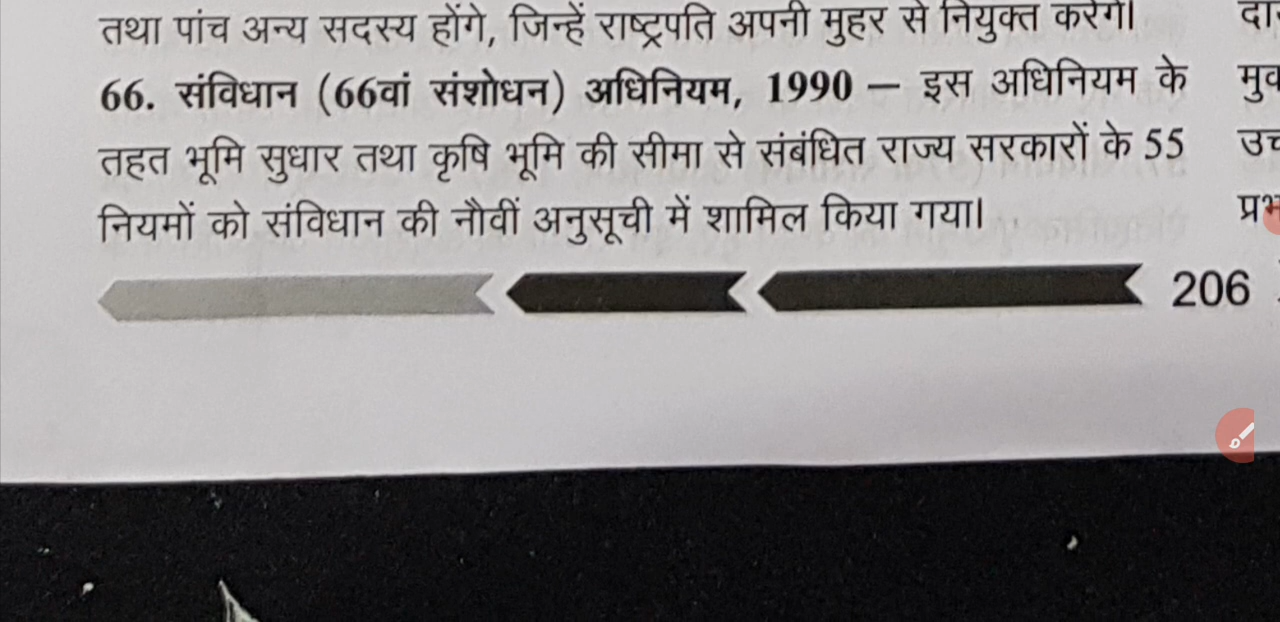 तथा पांच अन्य सदस्य होंगे, जिन्हें राष्ट्रपति अपनी मुहर से नियुक्त करेंगे।
66. संविधान (66वां संशोधन) अधिनियम, 1990 – इस अधिनियम के
तहत भूमि सुधार तथा कृषि भूमि की सीमा से संबंधित राज्य सरकारों के 55
नियमों को संविधान की नौवीं अनुसूची में शामिल किया गया।
206